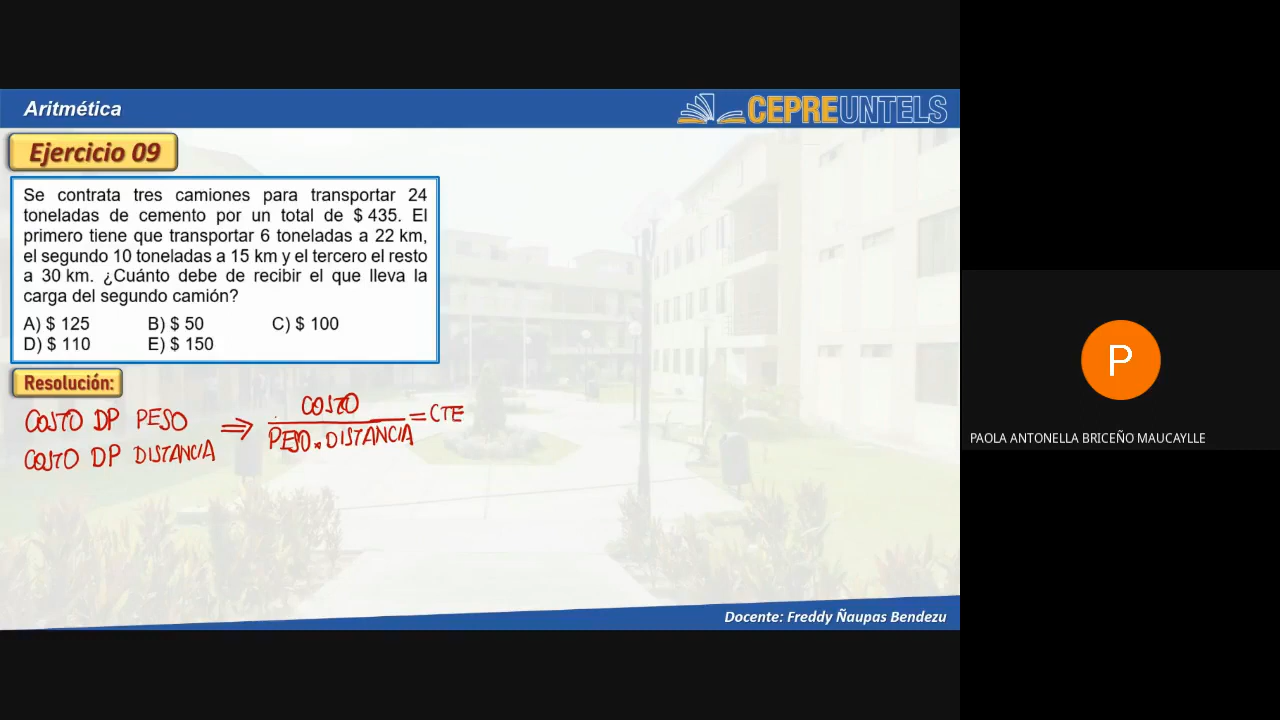 Aritmética
CEPREUNTELS
Ejercicio 09
Se contrata tres camiones para transportar 24
toneladas de cemento por un total de $ 435. El
primero tiene que transportar 6 toneladas a 22 km,
el segundo 10 toneladas a 15 km y el tercero el resto
a 30 km. ¿Cuánto debe de recibir el que lleva la
carga del segundo camión?
A) $ 125 B) $ 50 C) $ 100
D) $ 110 E) $ 150
Resolución:
COSTO DP PESO
COSTO DP DISTANCIA
⇒ COSTO
PESO.DISTANCIA = CTE
P
PAOLA ANTONELLA BRICEÑO MAUCAYLLE
Docente: Freddy Ñaupas Bendezu